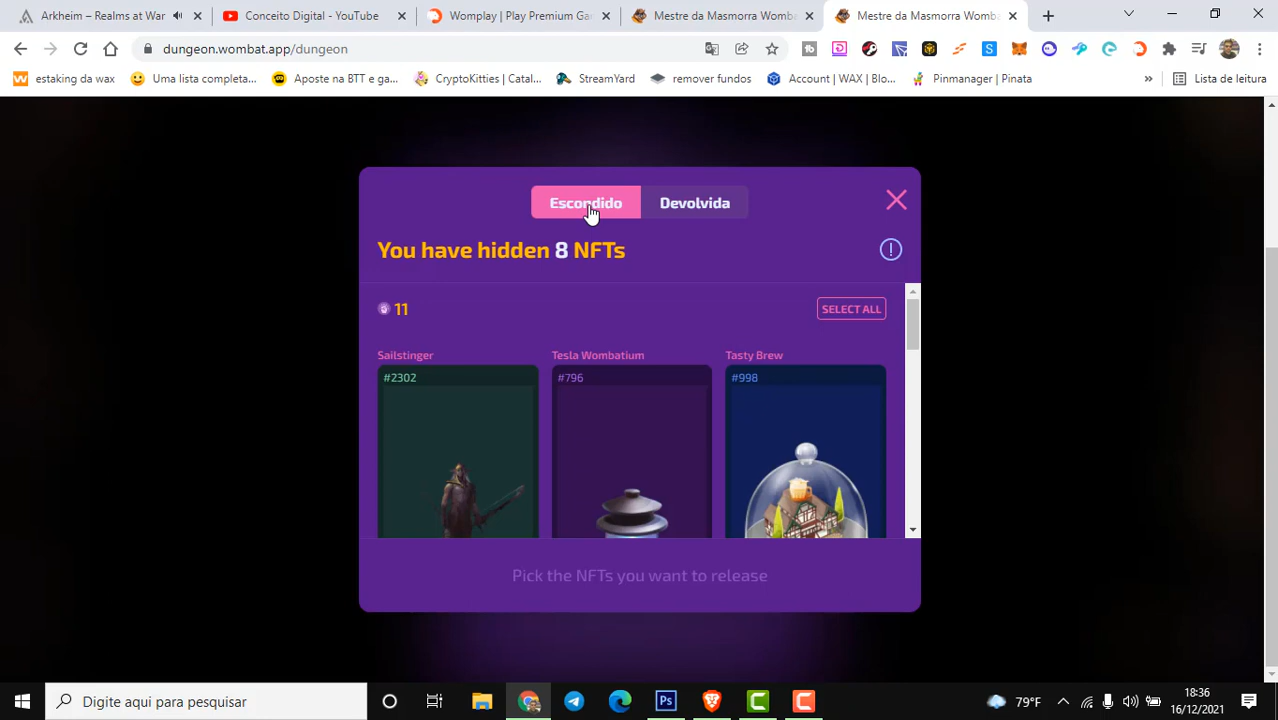 Arkheim – Realms at War
Conceito Digital - YouTube
Womplay | Play Premium Ga
Mestre da Masmorra Womb
Mestre da Masmorra Womba
dungeon.wombat.app/dungeon
estaking da wax
Uma lista completa...
Aposte na BTT e ga...
CryptoKitties | Catal...
StreamYard
remover fundos
Account | WAX | Blo...
Pinmanager | Pinata
»
Lista de leitura
Escondido
Devolvida
You have hidden 8 NFTs
11
SELECT ALL
Sailstinger
Tesla Wombatium
Tasty Brew
#2302
#796
#998
Pick the NFTs you want to release
Digite aqui para pesquisar
Ps
79°F
18:36
16/12/2021